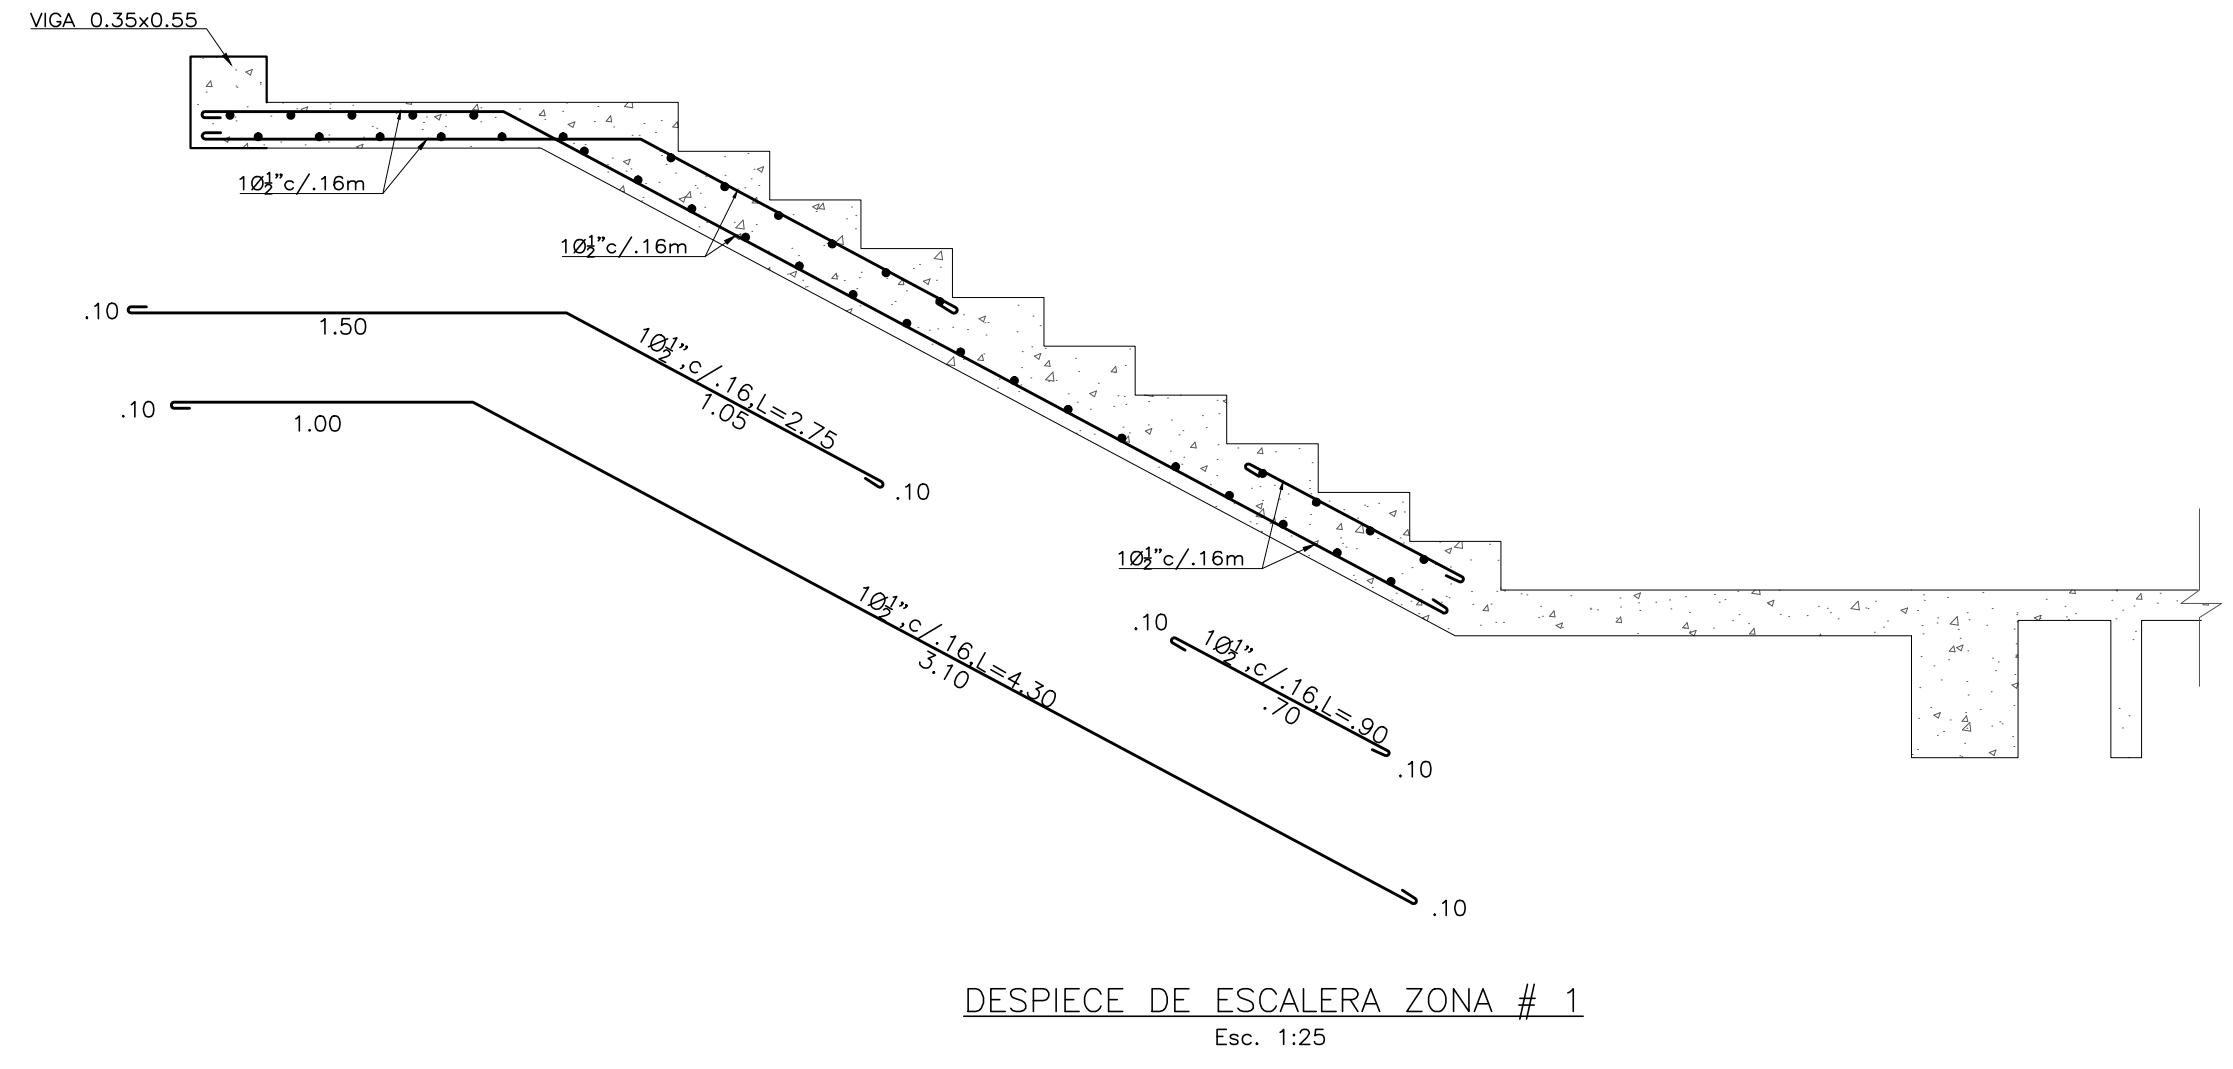 VIGA 0.35x0.55
1Ø1/2"c/.16m
1Ø1/2"c/.16m
.10
1.50
1Ø1/2",c/.16,L=2.75
1.05
.10
.10
1.00
1Ø1/2",c/.16,L=4.30
3.10
.10
1Ø1/2"c/.16m
.10
1Ø1/2",c/.16,L=.90
.70
.10
DESPIECE DE ESCALERA ZONA # 1
Esc. 1:25